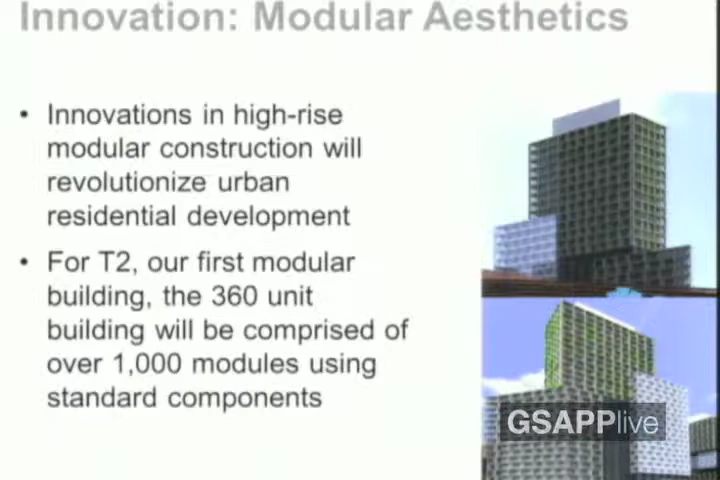 Innovation: Modular Aesthetics
• Innovations in high-rise
modular construction will
revolutionize urban
residential development
• For T2, our first modular
building, the 360 unit
building will be comprised of
over 1,000 modules using
standard components
GSAPPlive